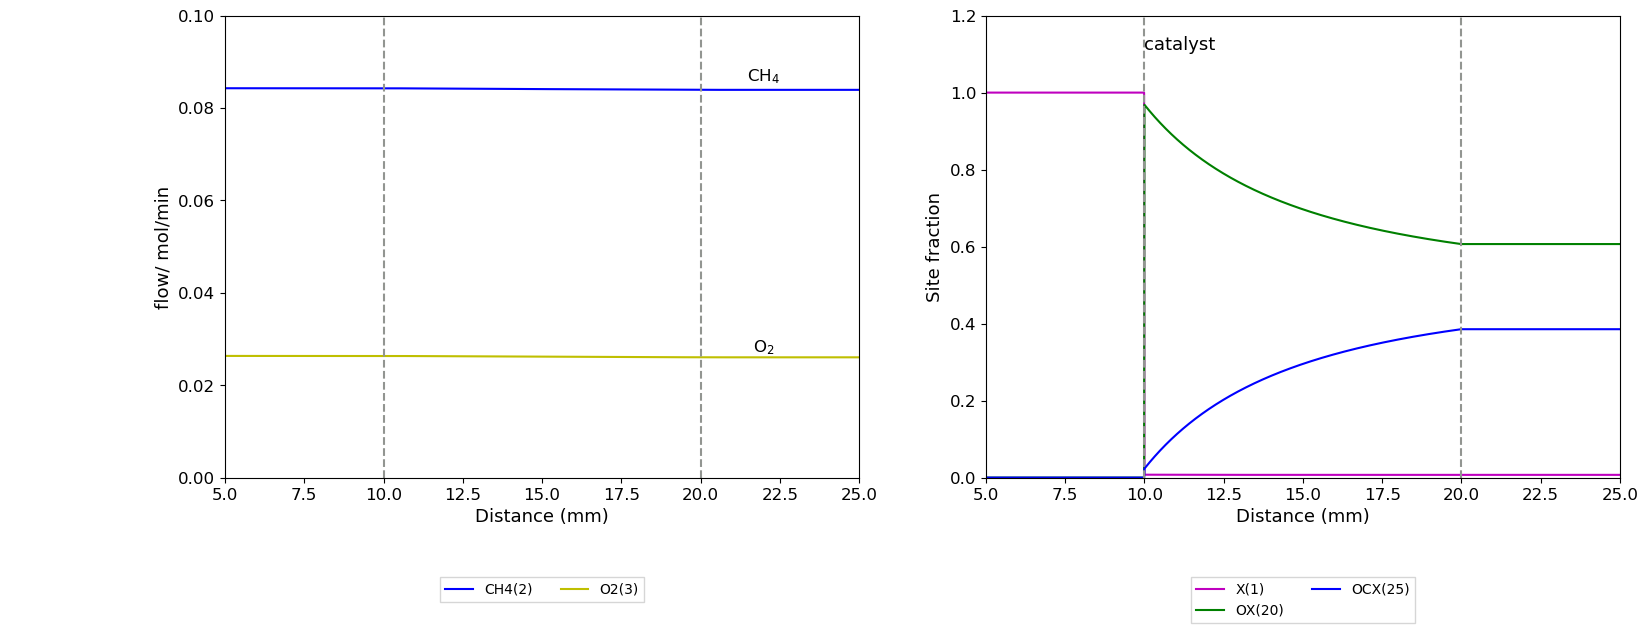 0.10
0.08
0.06
0.04
0.02
0.00
flow/ mol/min
CH4
O2
5.0 7.5 10.0 12.5 15.0 17.5 20.0 22.5 25.0
Distance (mm)
CH4(2) O2(3)
1.2
1.0
0.8
0.6
0.4
0.2
0.0
Site fraction
catalyst
5.0 7.5 10.0 12.5 15.0 17.5 20.0 22.5 25.0
Distance (mm)
X(1) OCX(25)
OX(20)